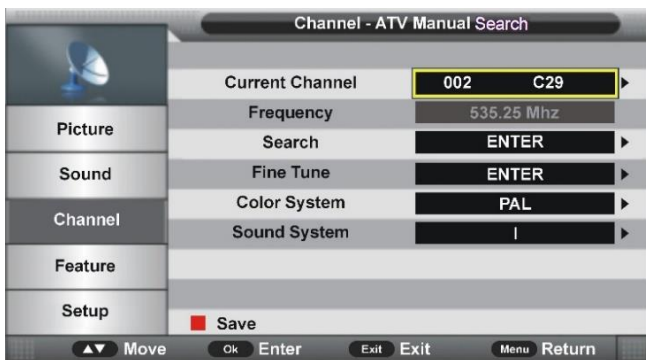 Channel - ATV Manual Search
Current Channel 002 C29
Frequency 535.25 Mhz
Search ENTER
Fine Tune ENTER
Color System PAL
Sound System I
Picture
Sound
Channel
Feature
Setup
Save
Move Ok Enter Exit Exit Menu Return